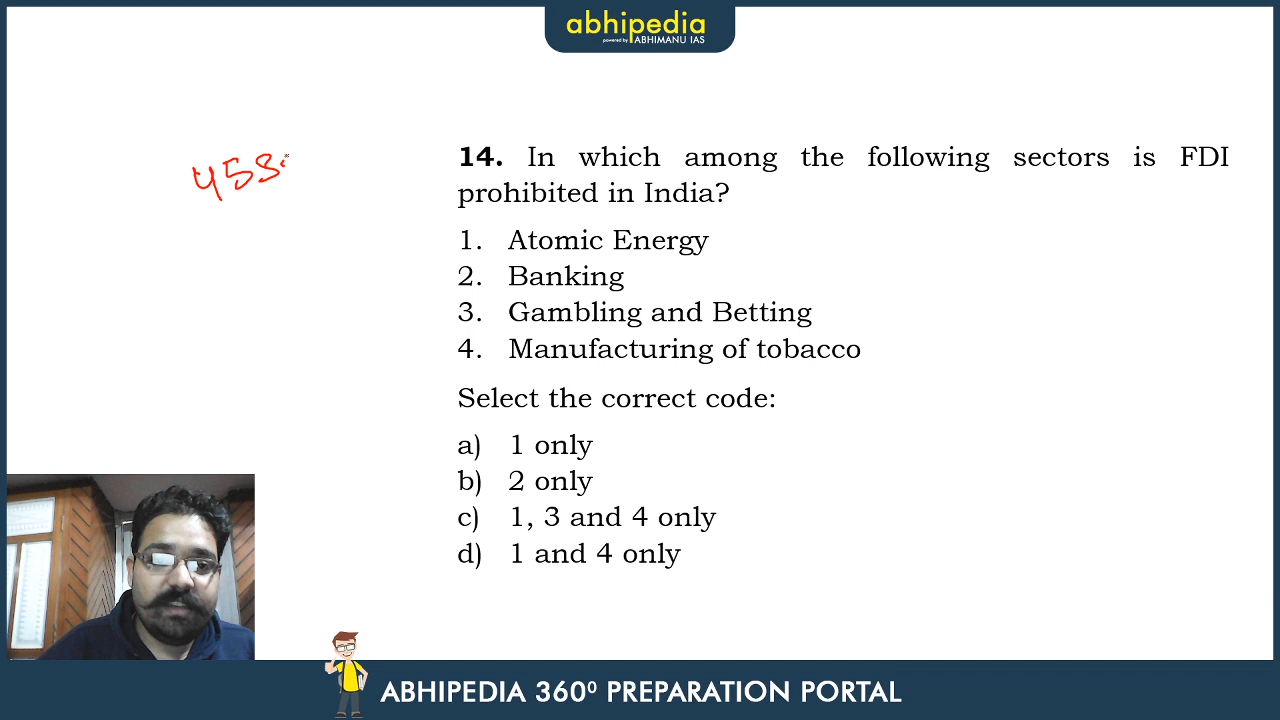 abhipedia
powered by ABHIMANU IAS
14. In which among the following sectors is FDI
prohibited in India?
1. Atomic Energy
2. Banking
3. Gambling and Betting
4. Manufacturing of tobacco
Select the correct code:
a) 1 only
b) 2 only
c) 1, 3 and 4 only
d) 1 and 4 only
ABHIPEDIA 360⁰ PREPARATION PORTAL